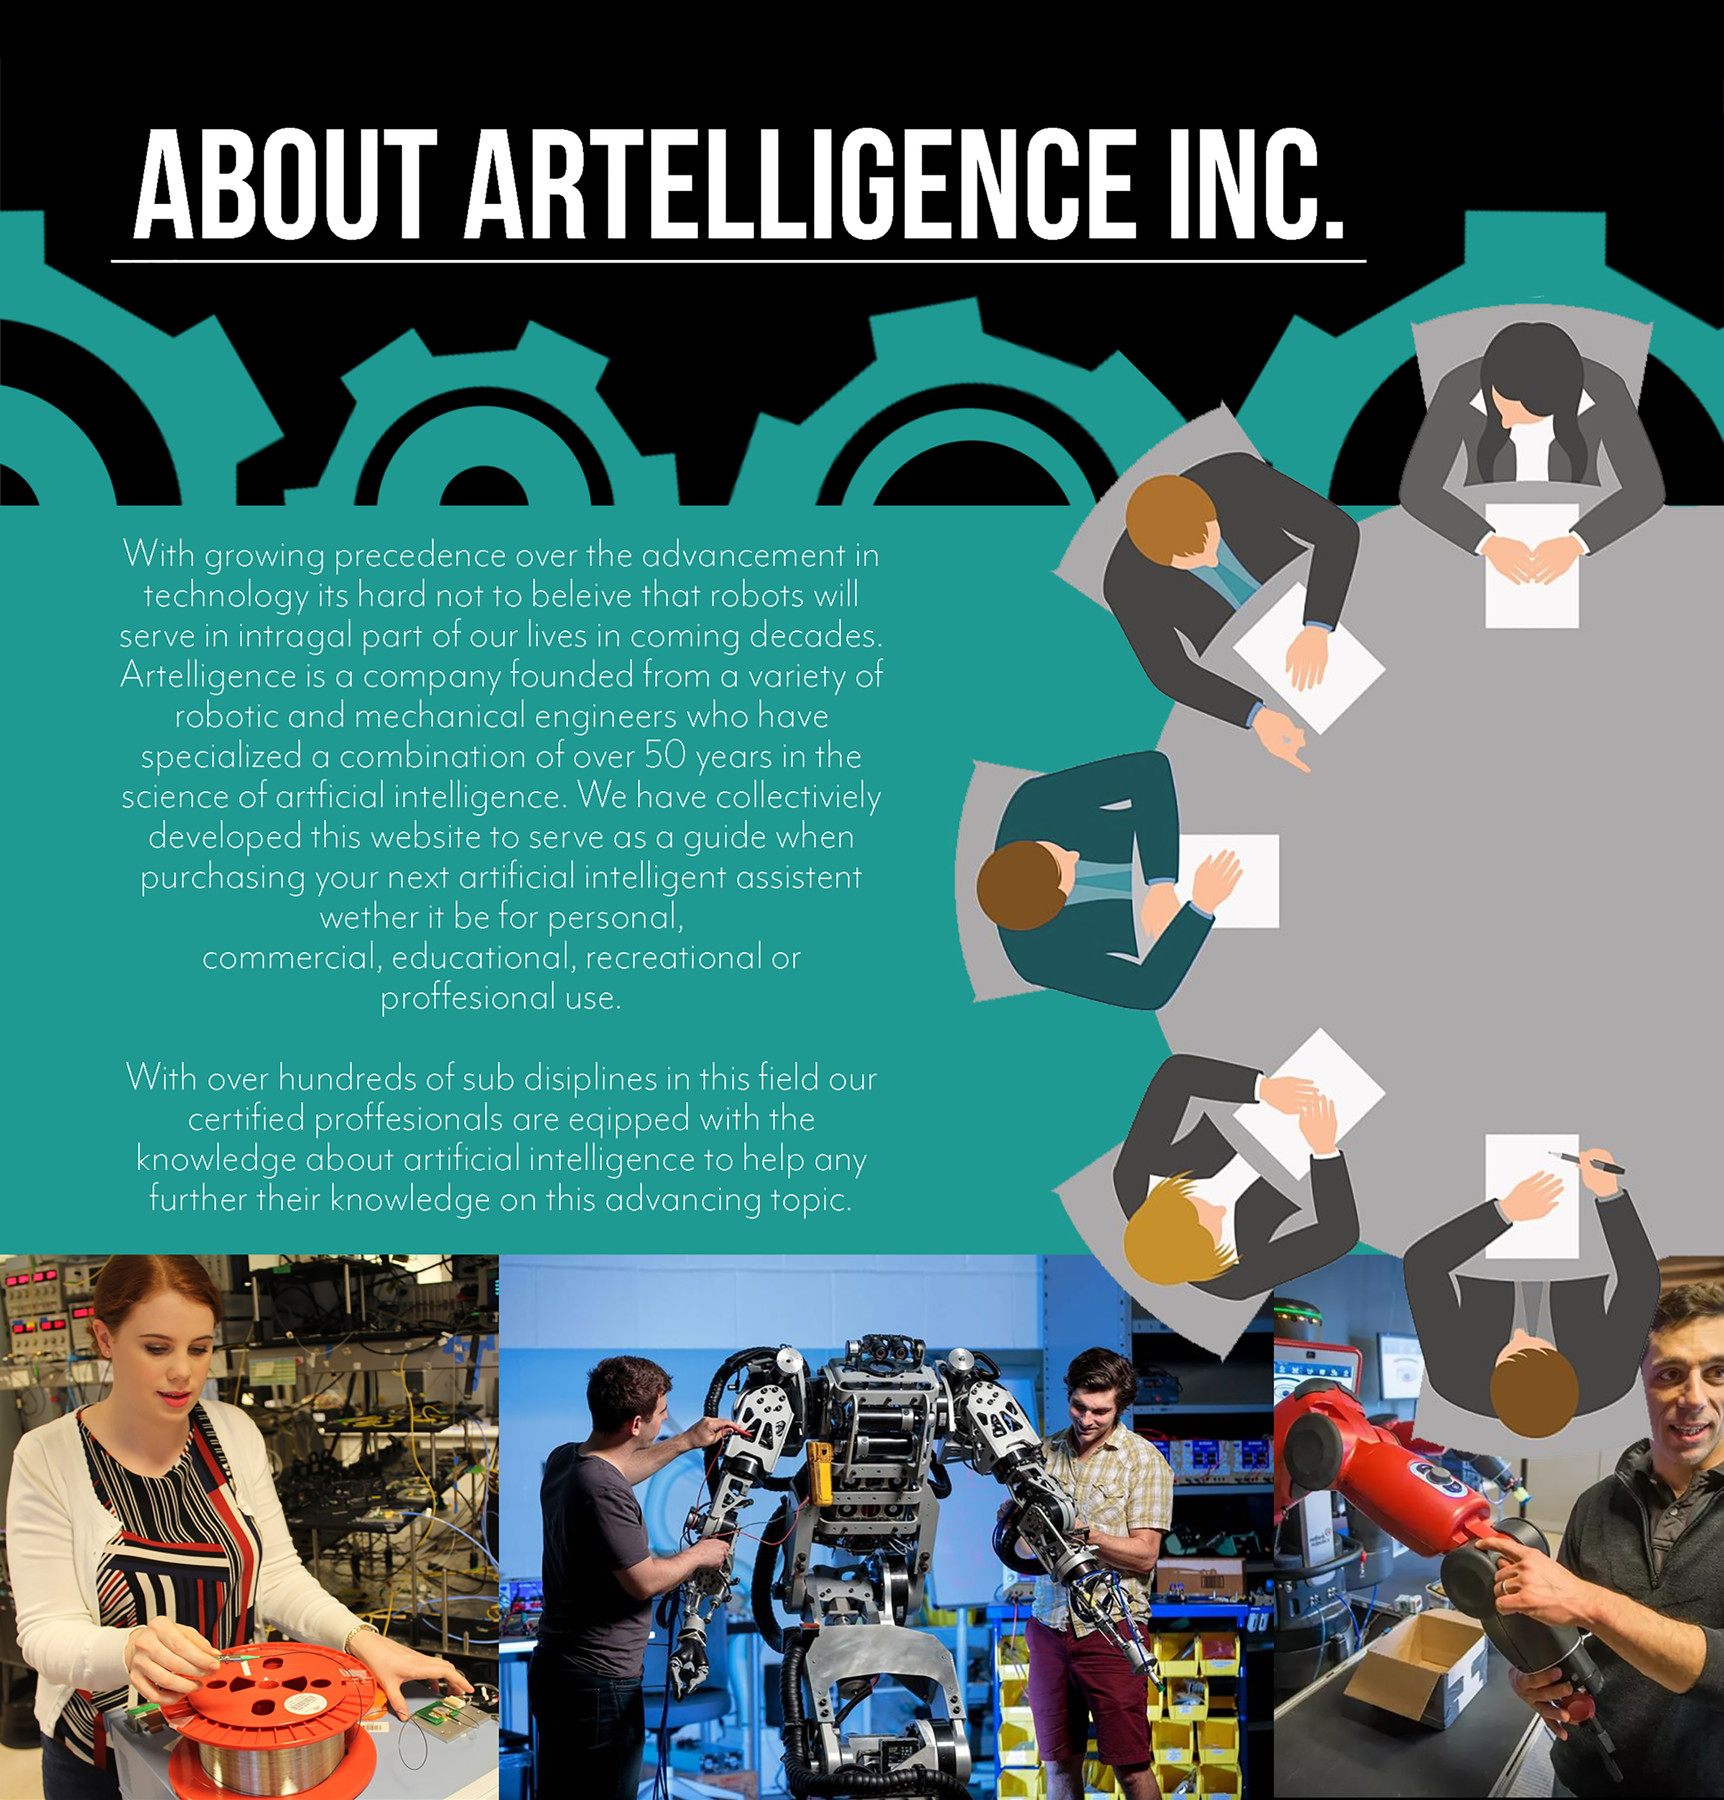 ABOUT ARTELLIGENCE INC.
With growing precedence over the advancement in
technology its hard not to beleive that robots will
serve in intragal part of our lives in coming decades.
Artelligence is a company founded from a variety of
robotic and mechanical engineers who have
specialized a combination of over 50 years in the
science of artficial intelligence. We have collectiviely
developed this website to serve as a guide when
purchasing your next artificial intelligent assistent
wether it be for personal,
commercial, educational, recreational or
proffesional use.
With over hundreds of sub disiplines in this field our
certified proffesionals are eqipped with the
knowledge about artificial intelligence to help any
further their knowledge on this advancing topic.